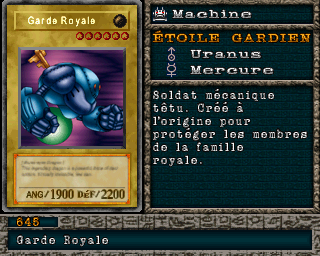 Garde Royale
ANG/1900 DÉF/2200
Machine
ÉTOILE GARDIEN
Uranus
Mercure
Soldat mécanique
têtu. Créé à
l'origine pour
protéger les membres
de la famille
royale.
645
Garde Royale